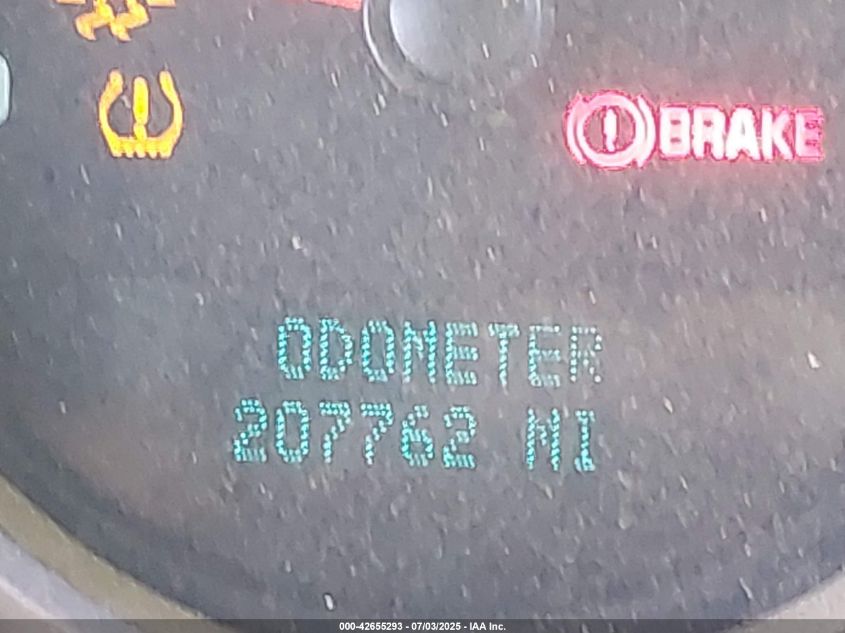 BRAKE
ODOMETER
207762 MI
000-42655293 - 07/03/2025 - IAA Inc.